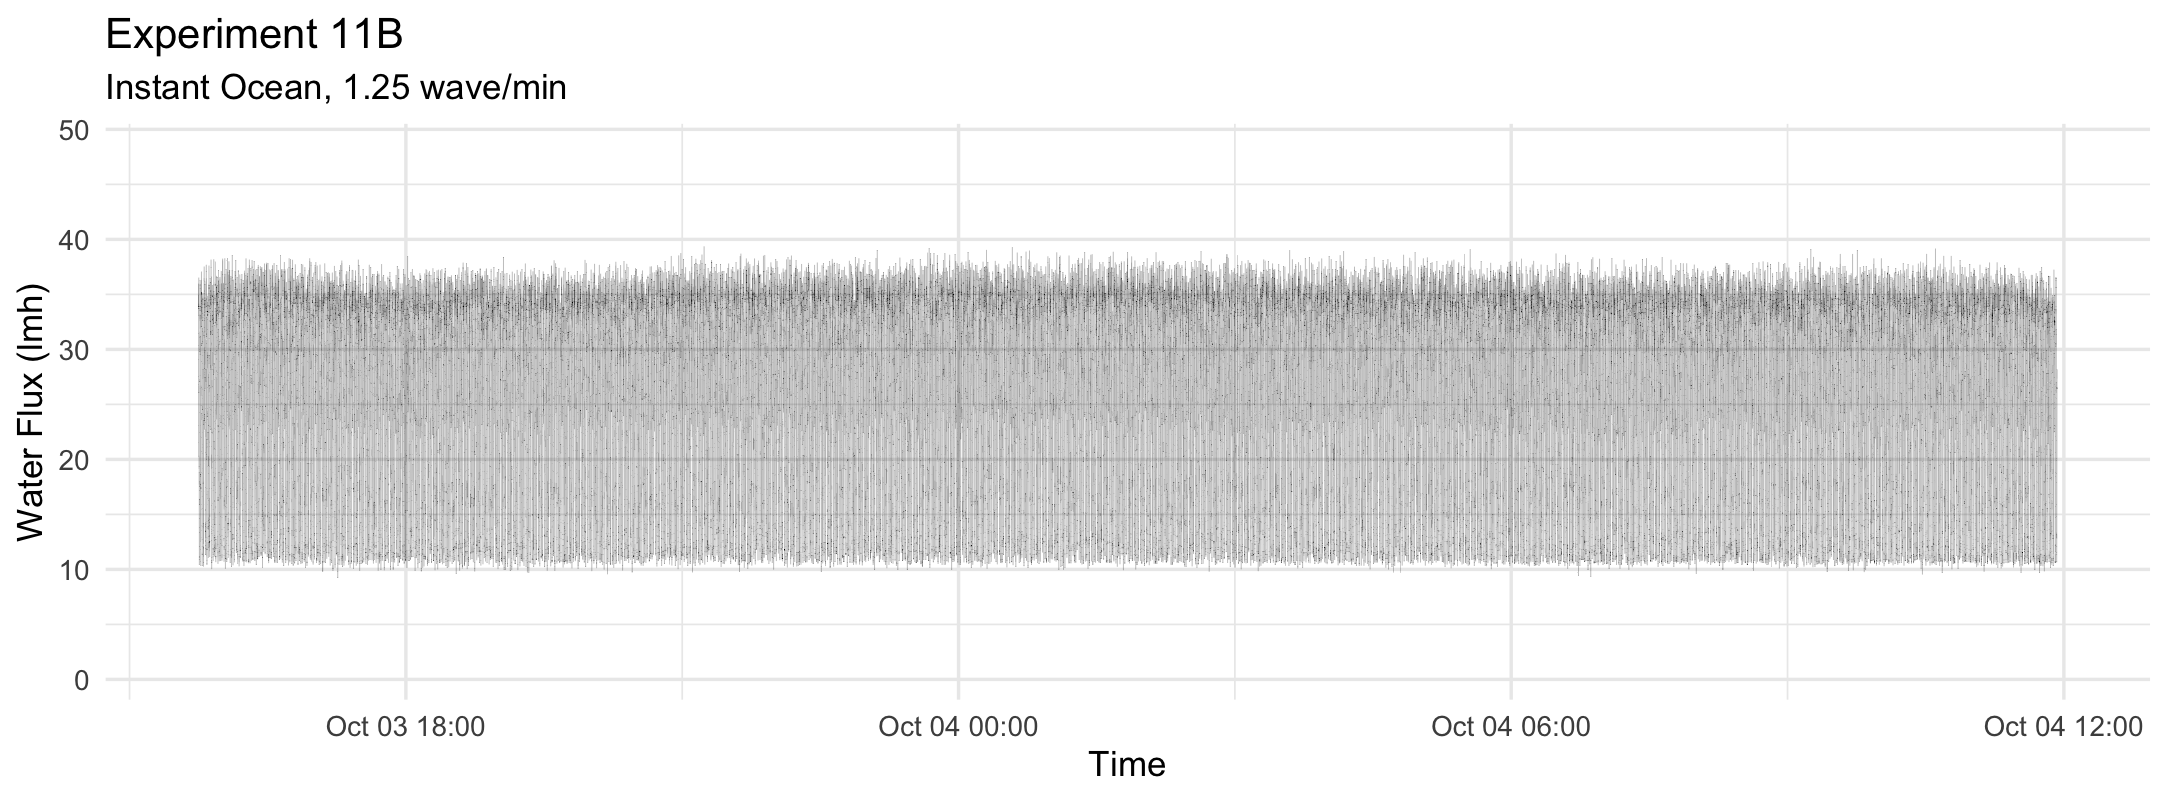 Experiment 11B
Instant Ocean, 1.25 wave/min
50
40
30
20
10
0
Water Flux (lmh)
Oct 03 18:00
Oct 04 00:00
Oct 04 06:00
Oct 04 12:00
Time